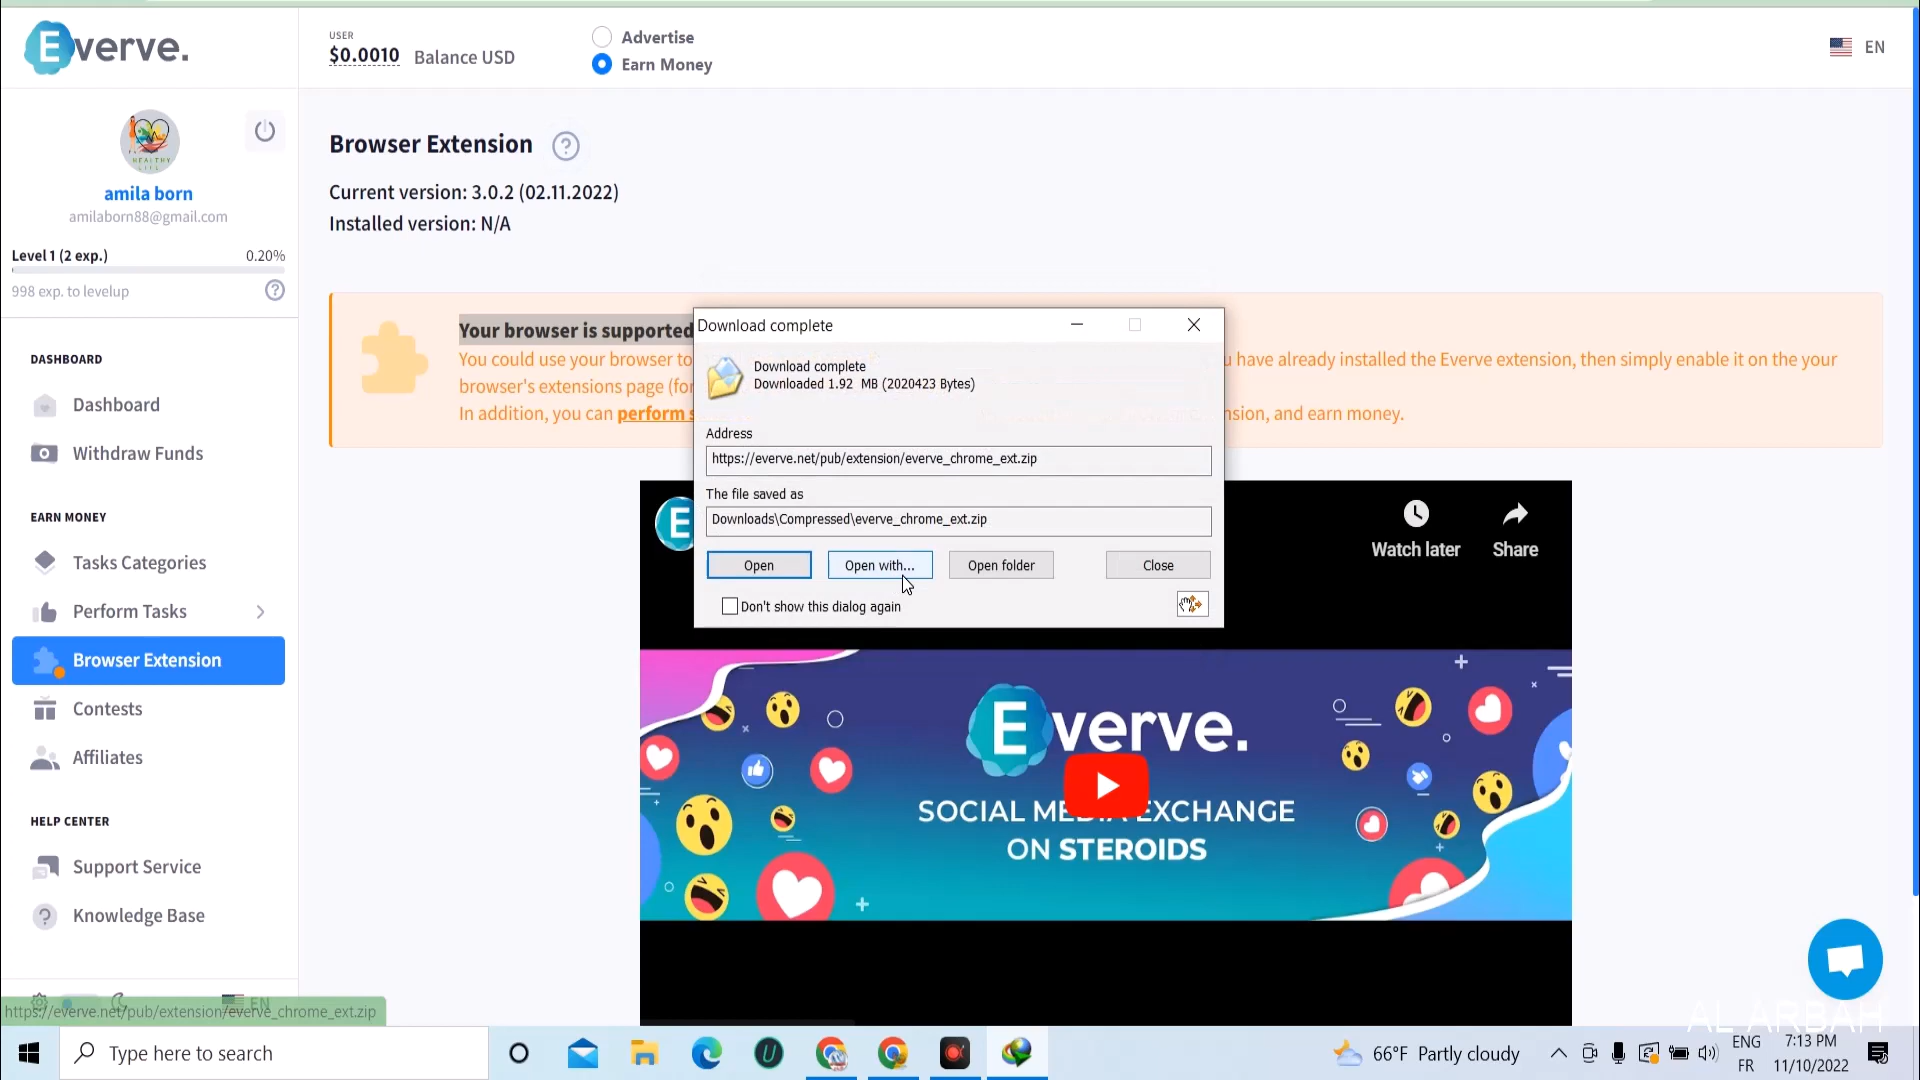 Everve.
USER
$0.0010 Balance USD
Advertise
Earn Money
EN
HEALTHY
amila born
amilaborn88@gmail.com
Level 1 (2 exp.) 0.20%
998 exp. to levelup
DASHBOARD
Dashboard
Withdraw Funds
EARN MONEY
Tasks Categories
Perform Tasks
Browser Extension
Contests
Affiliates
HELP CENTER
Support Service
Knowledge Base
EN
https://everve.net/pub/extension/everve_chrome_ext.zip
Browser Extension
Current version: 3.0.2 (02.11.2022)
Installed version: N/A
Your browser is supported
You could use your browser to have already installed the Everve extension, then simply enable it on the your
browser's extensions page (for
In addition, you can perform s nsion, and earn money.
Download complete
Download complete
Downloaded 1.92 MB (2020423 Bytes)
Address
https://everve.net/pub/extension/everve_chrome_ext.zip
The file saved as
Downloads\Compressed\everve_chrome_ext.zip
Open
Open with...
Open folder
Close
Don't show this dialog again
E
Watch later
Share
Everve.
SOCIAL MEDIA EXCHANGE
ON STEROIDS
AL ARBAH
Type here to search
66°F Partly cloudy
ENG
FR
7:13 PM
11/10/2022